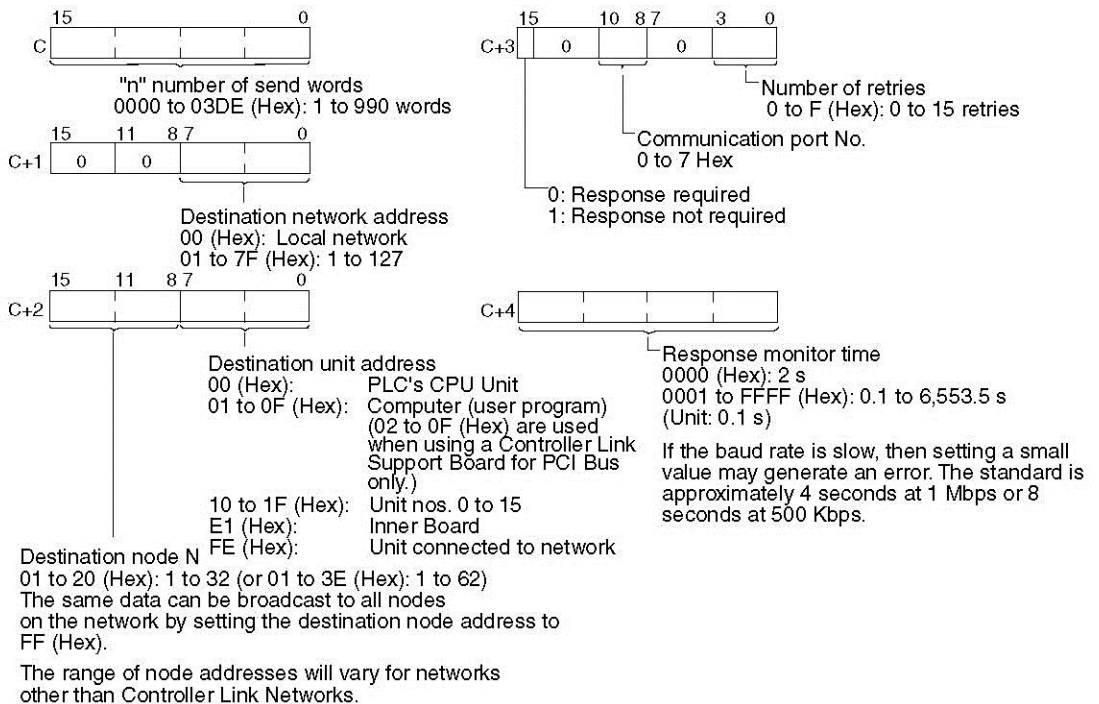 15 0
C
"n" number of send words
0000 to 03DE (Hex): 1 to 990 words
15 11 8 7 0
C+1 0 0
Destination network address
00 (Hex): Local network
01 to 7F (Hex): 1 to 127
15 11 8 7 0
C+2
Destination unit address
00 (Hex): PLC's CPU Unit
01 to 0F (Hex): Computer (user program)
(02 to 0F (Hex) are used
when using a Controller Link
Support Board for PCI Bus
only.)
10 to 1F (Hex): Unit nos. 0 to 15
E1 (Hex): Inner Board
FE (Hex): Unit connected to network
Destination node N
01 to 20 (Hex): 1 to 32 (or 01 to 3E (Hex): 1 to 62)
The same data can be broadcast to all nodes
on the network by setting the destination node address to
FF (Hex).
The range of node addresses will vary for networks
other than Controller Link Networks.
15 10 8 7 3 0
C+3 0 0
Number of retries
0 to F (Hex): 0 to 15 retries
Communication port No.
0 to 7 Hex
0: Response required
1: Response not required
C+4
Response monitor time
0000 (Hex): 2 s
0001 to FFFF (Hex): 0.1 to 6,553.5 s
(Unit: 0.1 s)
If the baud rate is slow, then setting a small
value may generate an error. The standard is
approximately 4 seconds at 1 Mbps or 8
seconds at 500 Kbps.